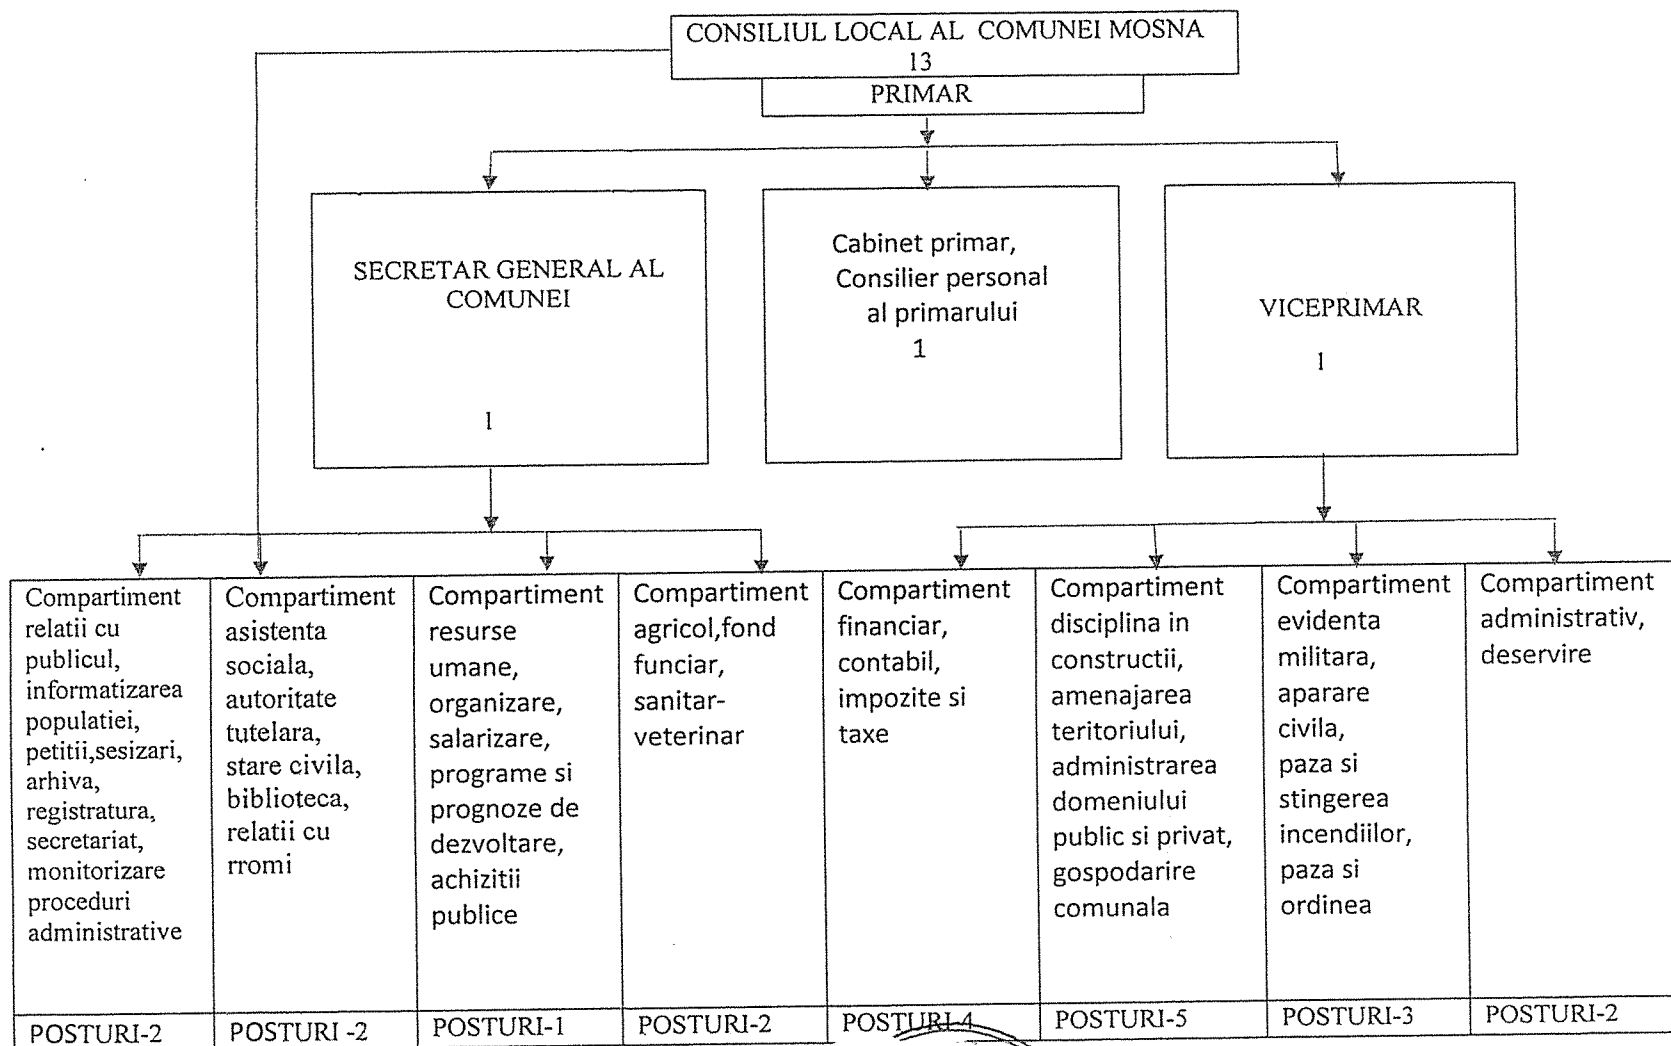 CONSILIUL LOCAL AL COMUNEI MOSNA
13
PRIMAR
SECRETAR GENERAL AL
COMUNEI
1
Cabinet primar,
Consilier personal
al primarului
1
VICEPRIMAR
1
Compartiment
relatii cu
publicul,
informatizarea
populatiei,
petitii,sesizari,
arhiva,
registratura,
secretariat,
monitorizare
proceduri
administrative
POSTURI-2
Compartiment
asistenta
sociala,
autoritate
tutelara,
stare civila,
biblioteca,
relatii cu
rromi
POSTURI -2
Compartiment
resurse
umane,
organizare,
salarizare,
programe si
prognoze de
dezvoltare,
achizitii
publice
POSTURI-1
Compartiment
agricol,fond
funciar,
sanitar-
veterinar
POSTURI-2
Compartiment
financiar,
contabil,
impozite si
taxe
POSTURI-4
Compartiment
disciplina in
constructii,
amenajarea
teritoriului,
administrarea
domeniului
public si privat,
gospodarire
comunala
POSTURI-5
Compartiment
evidenta
militara,
aparare
civila,
paza si
stingerea
incendiilor,
paza si
ordinea
POSTURI-3
Compartiment
administrativ,
deservire
POSTURI-2